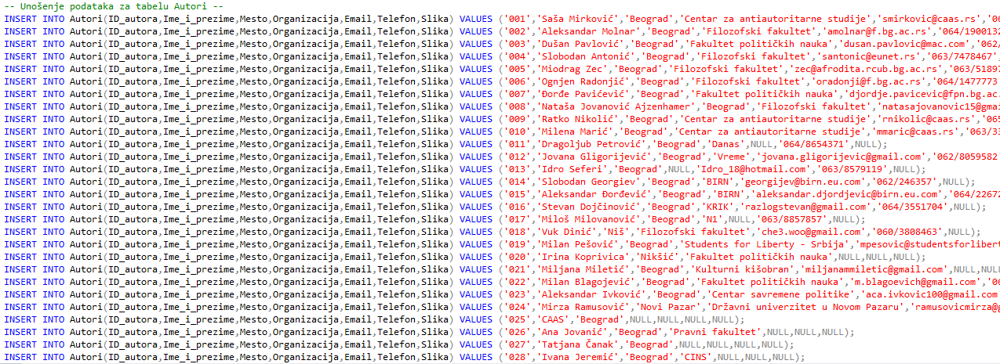 -- Unošenje podataka za tabelu Autori --
INSERT INTO Autori(ID_autora,Ime_i_prezime,Mesto,Organizacija,Email,Telefon,Slika) VALUES ('001','Saša Mirković','Beograd','Centar za antiautoritarne studije','smirkovic@caas.rs','06
INSERT INTO Autori(ID_autora,Ime_i_prezime,Mesto,Organizacija,Email,Telefon,Slika) VALUES ('002','Aleksandar Molnar','Beograd','Filozofski fakultet','amolnar@f.bg.ac.rs','064/1900132
INSERT INTO Autori(ID_autora,Ime_i_prezime,Mesto,Organizacija,Email,Telefon,Slika) VALUES ('003','Dušan Pavlović','Beograd','Fakultet političkih nauka','dusan.pavlovic@mac.com','062/
INSERT INTO Autori(ID_autora,Ime_i_prezime,Mesto,Organizacija,Email,Telefon,Slika) VALUES ('004','Slobodan Antonić','Beograd','Filozofski fakultet','santonic@eunet.rs','063/7478467'
INSERT INTO Autori(ID_autora,Ime_i_prezime,Mesto,Organizacija,Email,Telefon,Slika) VALUES ('005','Miodrag Zec','Beograd','Filozofski fakultet','zec@afrodita.rcub.bg.ac.rs','063/51897
INSERT INTO Autori(ID_autora,Ime_i_prezime,Mesto,Organizacija,Email,Telefon,Slika) VALUES ('006','Ognjen Radonjić','Beograd','Filozofski fakultet','oradonji@f.bg.ac.rs','064/1477773
INSERT INTO Autori(ID_autora,Ime_i_prezime,Mesto,Organizacija,Email,Telefon,Slika) VALUES ('007','Đorđe Pavićević','Beograd','Fakultet političkih nauka','djordje.pavicevic@fpn.bg.ac.
INSERT INTO Autori(ID_autora,Ime_i_prezime,Mesto,Organizacija,Email,Telefon,Slika) VALUES ('008','Nataša Jovanović Ajzenhamer','Beograd','Filozofski fakultet','natasajovanovic15@gmai
INSERT INTO Autori(ID_autora,Ime_i_prezime,Mesto,Organizacija,Email,Telefon,Slika) VALUES ('009','Ratko Nikolić','Beograd','Centar za antiautoritarne studije','rnikolic@caas.rs','065
INSERT INTO Autori(ID_autora,Ime_i_prezime,Mesto,Organizacija,Email,Telefon,Slika) VALUES ('010','Milena Marić','Beograd','Centar za antiautoritarne studije','mmaric@caas.rs','063/33
INSERT INTO Autori(ID_autora,Ime_i_prezime,Mesto,Organizacija,Email,Telefon,Slika) VALUES ('011','Dragoljub Petrović','Beograd','Danas',NULL,'064/8654371',NULL);
INSERT INTO Autori(ID_autora,Ime_i_prezime,Mesto,Organizacija,Email,Telefon,Slika) VALUES ('012','Jovana Gligorijević','Beograd','Vreme','jovana.gligorijevic@gmail.com','062/8059582
INSERT INTO Autori(ID_autora,Ime_i_prezime,Mesto,Organizacija,Email,Telefon,Slika) VALUES ('013','Idro Seferi','Beograd',NULL,'Idro_18@hotmail.com','063/8579119',NULL);
INSERT INTO Autori(ID_autora,Ime_i_prezime,Mesto,Organizacija,Email,Telefon,Slika) VALUES ('014','Slobodan Georgiev','Beograd','BIRN','georgijev@birn.eu.com','062/246357',NULL);
INSERT INTO Autori(ID_autora,Ime_i_prezime,Mesto,Organizacija,Email,Telefon,Slika) VALUES ('015','Aleksandar Đorđević','Beograd','BIRN','aleksandar.djordjevic@birn.eu.com','064/22672
INSERT INTO Autori(ID_autora,Ime_i_prezime,Mesto,Organizacija,Email,Telefon,Slika) VALUES ('016','Stevan Dojčinović','Beograd','KRIK','razlogstevan@gmail.com','064/3551704',NULL);
INSERT INTO Autori(ID_autora,Ime_i_prezime,Mesto,Organizacija,Email,Telefon,Slika) VALUES ('017','Miloš Milovanović','Beograd','N1',NULL,'063/8857857',NULL);
INSERT INTO Autori(ID_autora,Ime_i_prezime,Mesto,Organizacija,Email,Telefon,Slika) VALUES ('018','Vuk Dinić','Niš','Filozofski fakultet','che3.woo@gmail.com','060/3808463',NULL);
INSERT INTO Autori(ID_autora,Ime_i_prezime,Mesto,Organizacija,Email,Telefon,Slika) VALUES ('019','Milan Pešović','Beograd','Students for Liberty - Srbija','mpesovic@studentsforlibert
INSERT INTO Autori(ID_autora,Ime_i_prezime,Mesto,Organizacija,Email,Telefon,Slika) VALUES ('020','Irina Koprivica','Nikšić','Fakultet političkih nauka',NULL,NULL,NULL);
INSERT INTO Autori(ID_autora,Ime_i_prezime,Mesto,Organizacija,Email,Telefon,Slika) VALUES ('021','Miljana Miletić','Beograd','Kulturni kišobran','miljanammiletic@gmail.com',NULL,NULL
INSERT INTO Autori(ID_autora,Ime_i_prezime,Mesto,Organizacija,Email,Telefon,Slika) VALUES ('022','Milan Blagojević','Beograd','Fakultet političkih nauka','m.blagoevich@gmail.com','06
INSERT INTO Autori(ID_autora,Ime_i_prezime,Mesto,Organizacija,Email,Telefon,Slika) VALUES ('023','Aleksandar Ivković','Beograd','Centar savremene politike','aca.ivkovic100@gmail.com
INSERT INTO Autori(ID_autora,Ime_i_prezime,Mesto,Organizacija,Email,Telefon,Slika) VALUES ('024','Mirza Ramusović','Novi Pazar','Državni univerzitet u Novom Pazaru','ramusovicmirza@g
INSERT INTO Autori(ID_autora,Ime_i_prezime,Mesto,Organizacija,Email,Telefon,Slika) VALUES ('025','CAAS','Beograd',NULL,NULL,NULL,NULL);
INSERT INTO Autori(ID_autora,Ime_i_prezime,Mesto,Organizacija,Email,Telefon,Slika) VALUES ('026','Ana Jovanić','Beograd','Pravni fakultet',NULL,NULL,NULL);
INSERT INTO Autori(ID_autora,Ime_i_prezime,Mesto,Organizacija,Email,Telefon,Slika) VALUES ('027','Tatjana Čanak','Beograd',NULL,NULL,NULL,NULL);
INSERT INTO Autori(ID_autora,Ime_i_prezime,Mesto,Organizacija,Email,Telefon,Slika) VALUES ('028','Ivana Jeremić','Beograd','CINS',NULL,NULL,NULL);